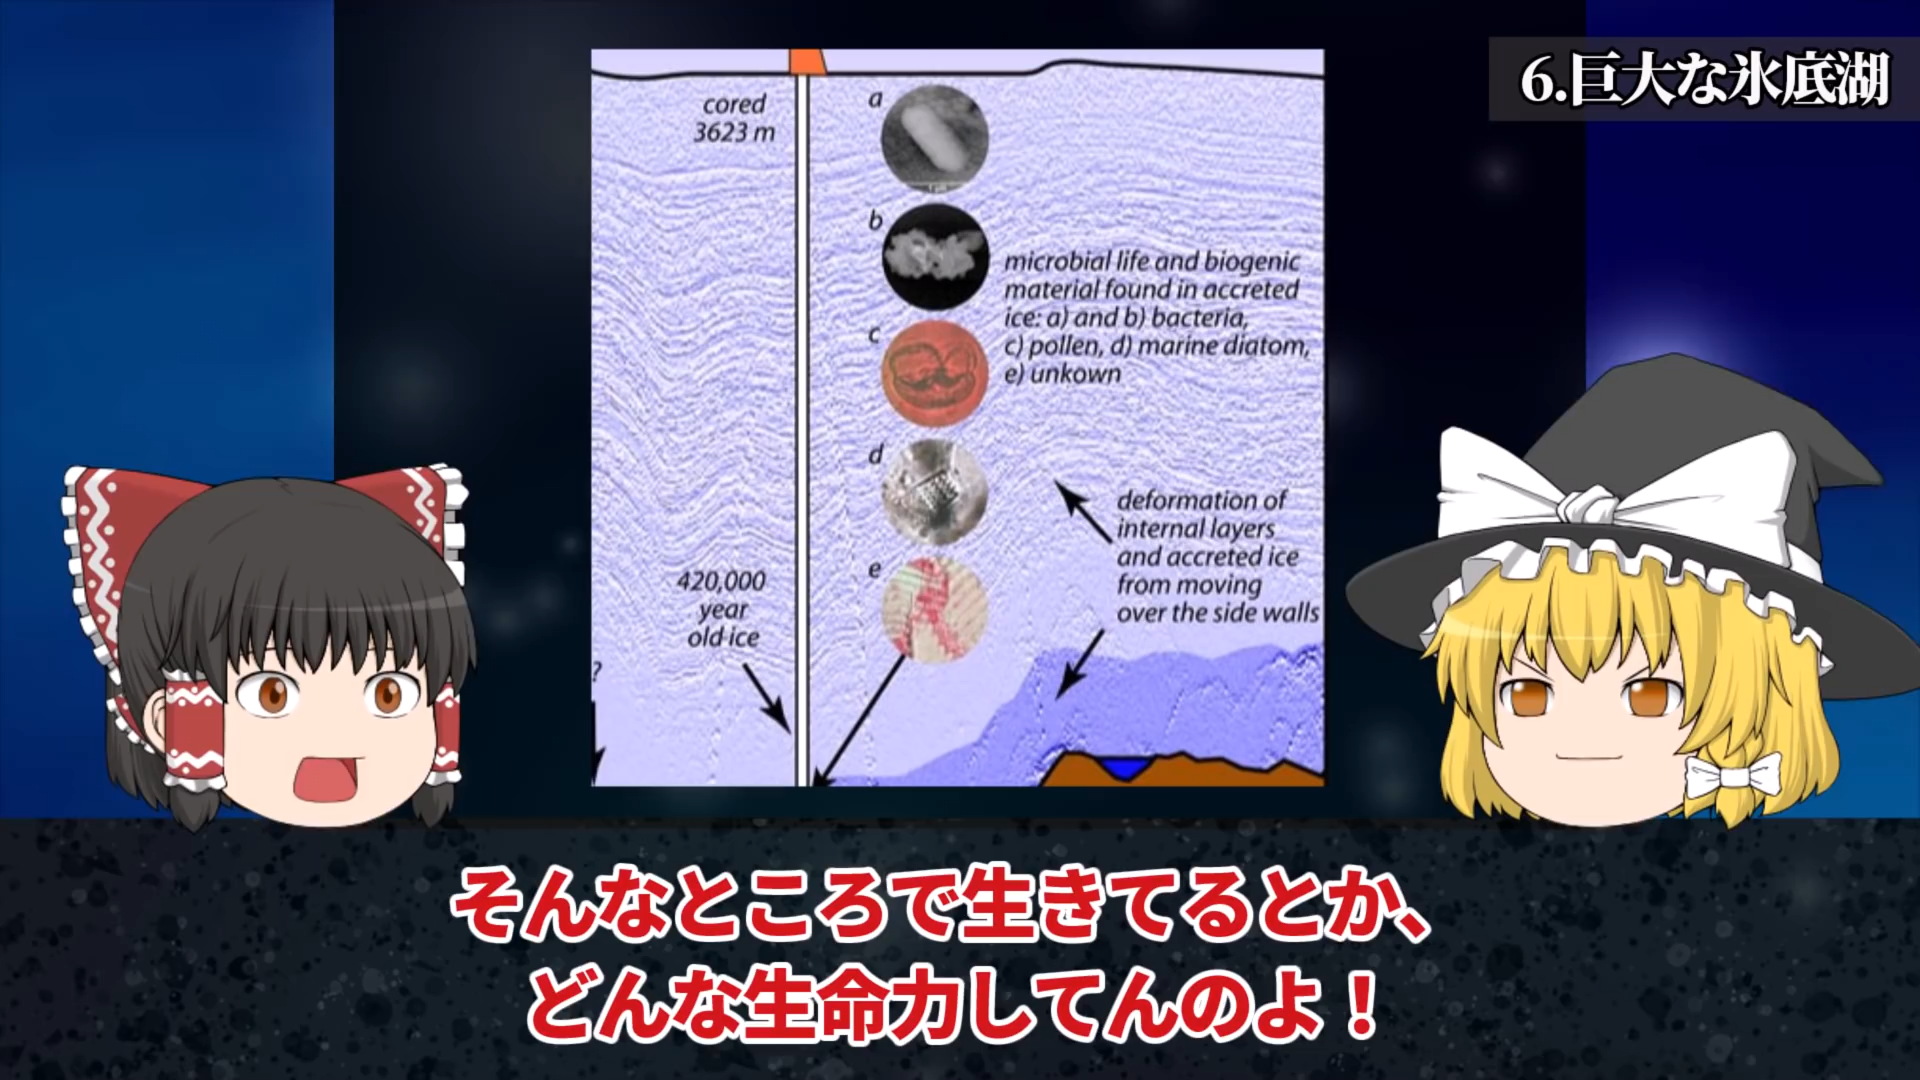 6.巨大な氷底湖
cored
3623 m
a
b
c
d
e
microbial life and biogenic
material found in accreted
ice: a) and b) bacteria,
c) pollen, d) marine diatom,
e) unkown
deformation of
internal layers
and accreted ice
from moving
over the side walls
420,000
year
old ice
?
そんなところで生きてるとか、
どんな生命力してんのよ！